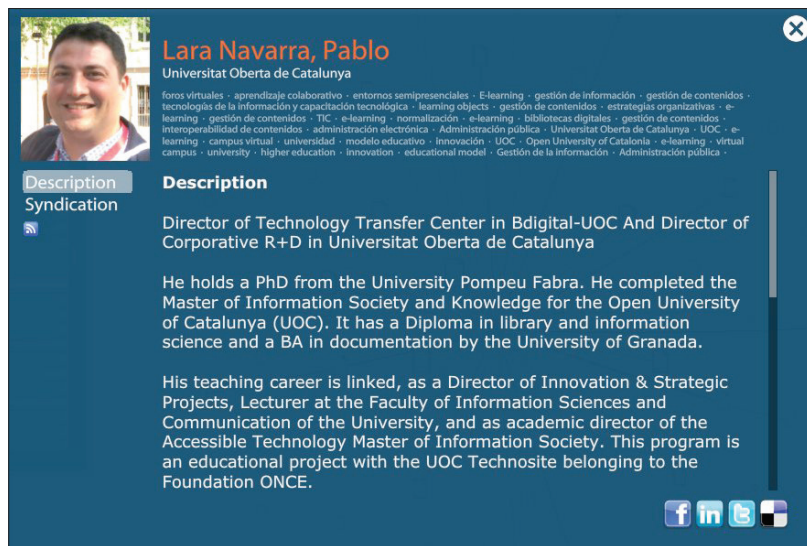 Lara Navarra, Pablo
Universitat Oberta de Catalunya
foros virtuales · aprendizaje colaborativo · entornos semipresenciales · E-learning · gestión de información · gestión de contenidos ·
tecnologías de la información y capacitación tecnológica · learning objects · gestión de contenidos · estrategias organizativas · e-
learning · gestión de contenidos · TIC · e-learning · normalización · e-learning · bibliotecas digitales · gestión de contenidos ·
interoperabilidad de contenidos · administración electrónica · Administración pública · Universitat Oberta de Catalunya · UOC · e-
learning · campus virtual · universidad · modelo educativo · innovación · UOC · Open University of Catalonia · e-learning · virtual
campus · university · higher education · innovation · educational model · Gestión de la información · Administración pública ·
Description
Syndication
Description
Director of Technology Transfer Center in Bdigital-UOC And Director of
Corporative R+D in Universitat Oberta de Catalunya
He holds a PhD from the University Pompeu Fabra. He completed the
Master of Information Society and Knowledge for the Open University
of Catalunya (UOC). It has a Diploma in library and information
science and a BA in documentation by the University of Granada.
His teaching career is linked, as a Director of Innovation & Strategic
Projects, Lecturer at the Faculty of Information Sciences and
Communication of the University, and as academic director of the
Accessible Technology Master of Information Society. This program is
an educational project with the UOC Technosite belonging to the
Foundation ONCE.